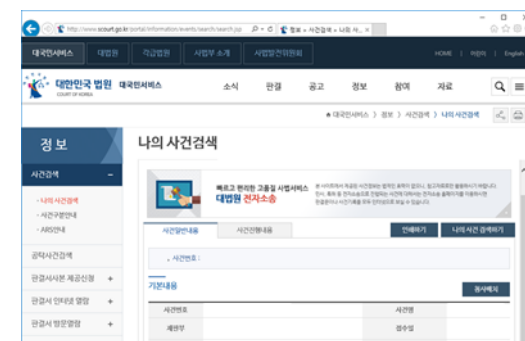 http://www.scourt.go.kr/portal/information/events/search/search.jsp
정보 > 사건검색 > 나의 사...
대국민서비스 대법원 각급법원 사법부 소개 사법발전위원회 HOME | 어린이 | English
대한민국 법원 대국민서비스
COURT OF KOREA
소식 판결 공고 정보 참여 자료
대국민서비스 > 정보 > 사건검색 > 나의 사건검색
정보
나의 사건검색
사건검색 −
- 나의 사건검색
- 사건구분안내
- ARS안내
공탁사건검색
판결서사본 제공신청 +
판결서 인터넷 열람 +
판결서 방문열람 +
빠르고 편리한 고품질 사법서비스
대법원 전자소송
사건일반내용 사건진행내용 인쇄하기 나의 사건 검색하기
사건번호 :
기본내용 청사배치
사건번호 사건명
재판부 접수일